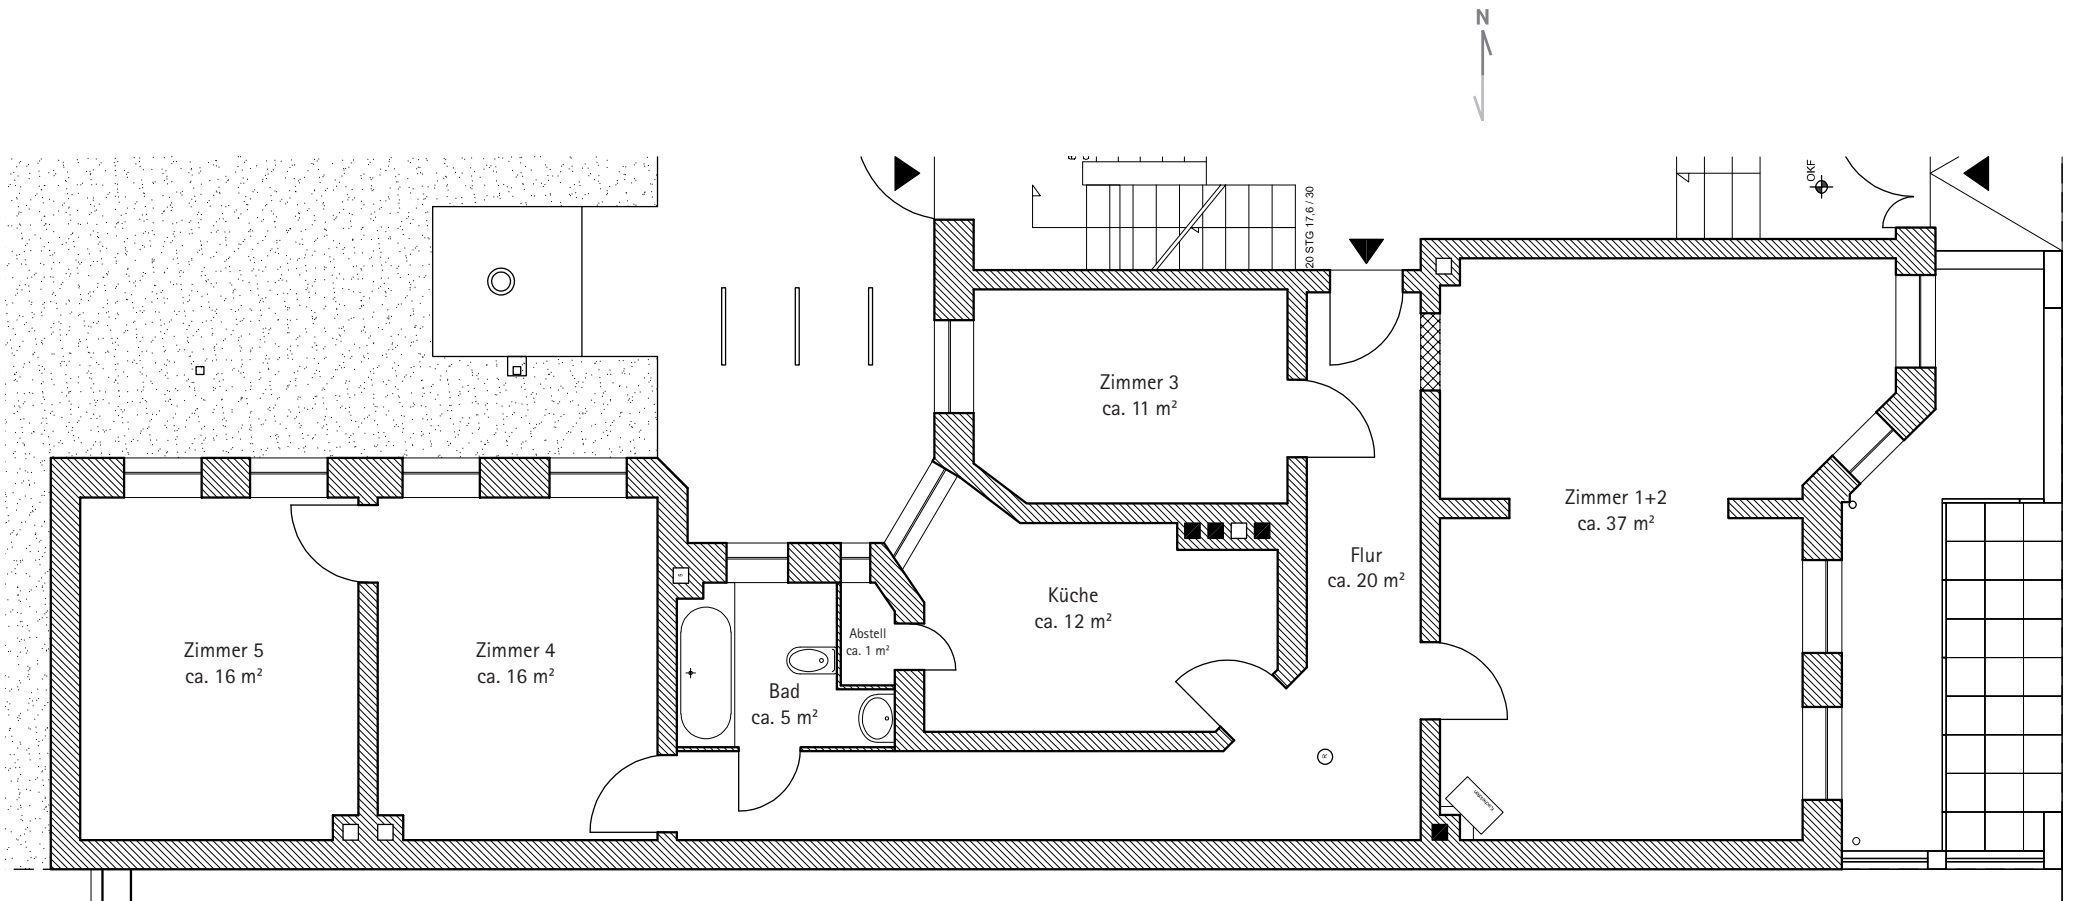 N
OKF
20 STG 17,6 / 30
Zimmer 3
ca. 11 m²
Zimmer 1+2
ca. 37 m²
Flur
ca. 20 m²
Küche
ca. 12 m²
Abstell
ca. 1 m²
Zimmer 5
ca. 16 m²
Zimmer 4
ca. 16 m²
Bad
ca. 5 m²
R